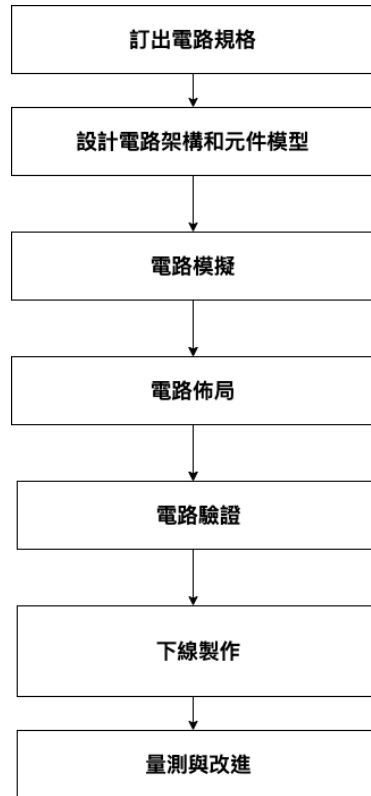 訂出電路規格
設計電路架構和元件模型
電路模擬
電路佈局
電路驗證
下線製作
量測與改進